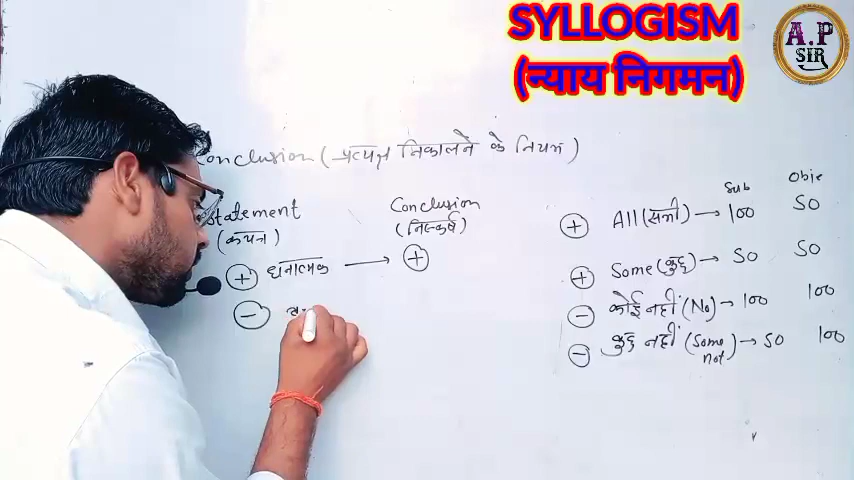 SYLLOGISM
(न्याय निगमन)
A.P
SIR
Conclusion (प्रत्यक्ष निकालने के नियम)
Statement
(कथन)
Conclusion
(निष्कर्ष)
+ धनात्मक → +
−
Sub Obje
+ All (सभी) → 100 50
+ Some (कुछ) → 50 50
− कोई नहीं (No) → 100 100
− कुछ नहीं (Some not) → 50 100